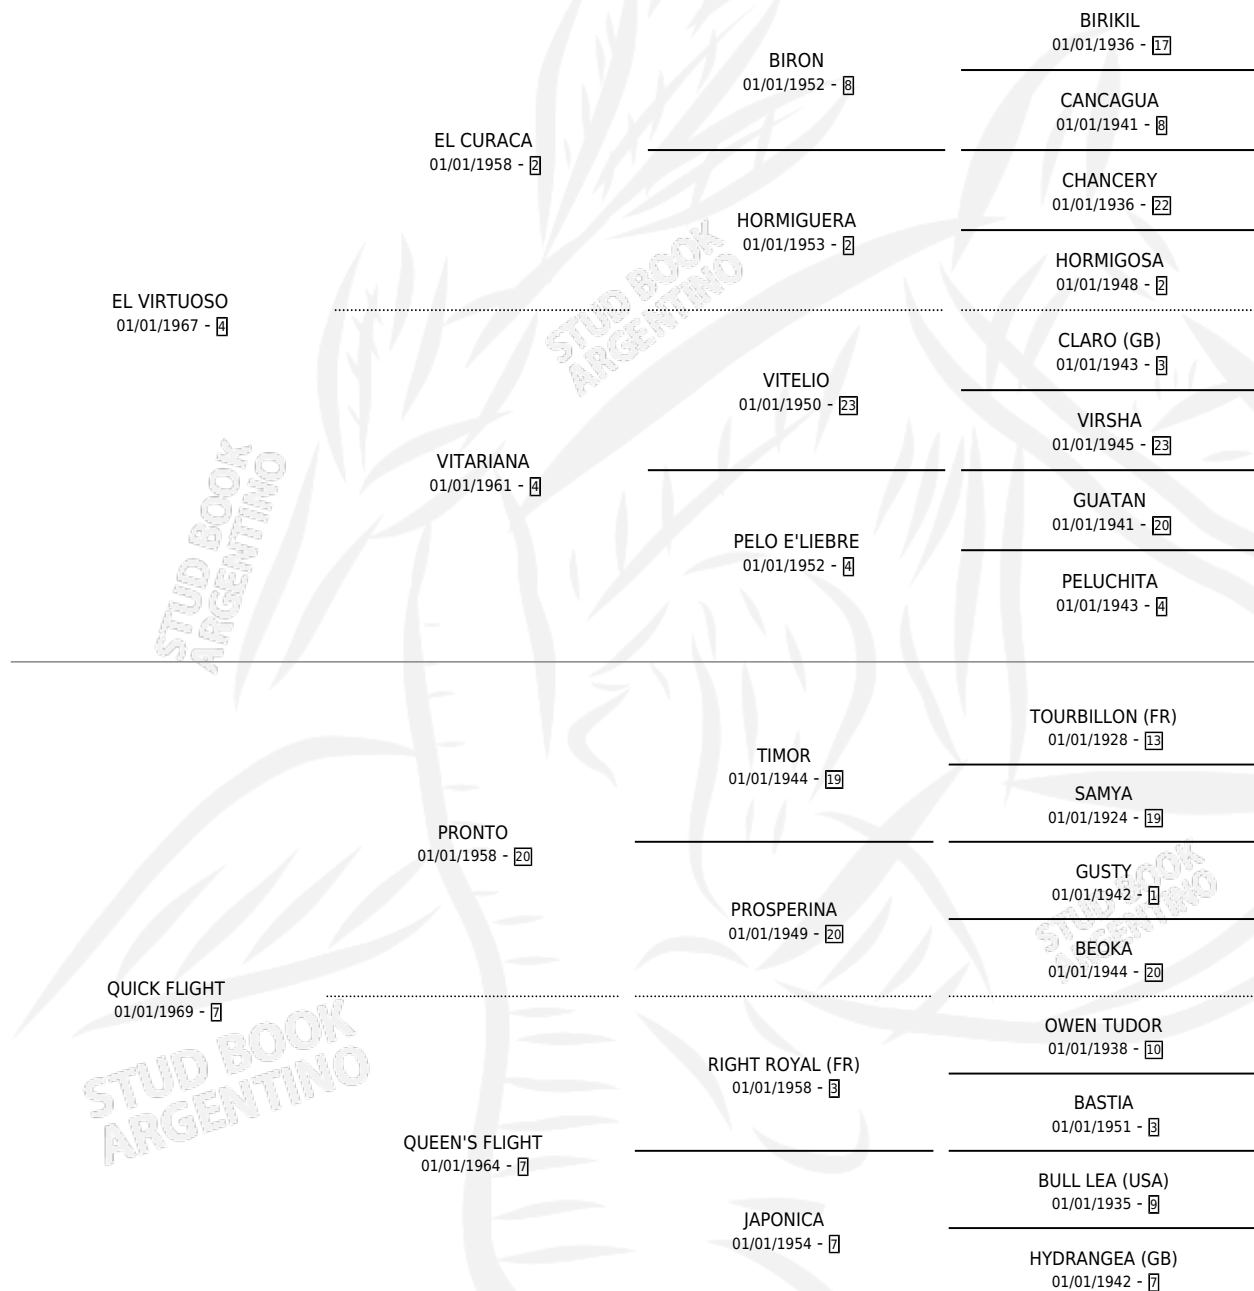 BIRIKIL
01/01/1936 - 17
BIRON
01/01/1952 - 8
CANCAGUA
01/01/1941 - 8
EL CURACA
01/01/1958 - 2
CHANCERY
01/01/1936 - 22
HORMIGUERA
01/01/1953 - 2
HORMIGOSA
01/01/1948 - 2
EL VIRTUOSO
01/01/1967 - 4
CLARO (GB)
01/01/1943 - 3
VITELIO
01/01/1950 - 23
VIRSHA
01/01/1945 - 23
VITARIANA
01/01/1961 - 4
GUATAN
01/01/1941 - 20
PELO E'LIEBRE
01/01/1952 - 4
PELUCHITA
01/01/1943 - 4
TOURBILLON (FR)
01/01/1928 - 13
TIMOR
01/01/1944 - 19
SAMYA
01/01/1924 - 19
PRONTO
01/01/1958 - 20
GUSTY
01/01/1942 - 1
PROSPERINA
01/01/1949 - 20
BEOKA
01/01/1944 - 20
QUICK FLIGHT
01/01/1969 - 7
OWEN TUDOR
01/01/1938 - 10
RIGHT ROYAL (FR)
01/01/1958 - 3
BASTIA
01/01/1951 - 3
QUEEN'S FLIGHT
01/01/1964 - 7
BULL LEA (USA)
01/01/1935 - 9
JAPONICA
01/01/1954 - 7
HYDRANGEA (GB)
01/01/1942 - 7
STUD BOOK
ARGENTINO
STUD BOOK
ARGENTINO
STUD BOOK
ARGENTINO
STUD BOOK
ARGENTINO